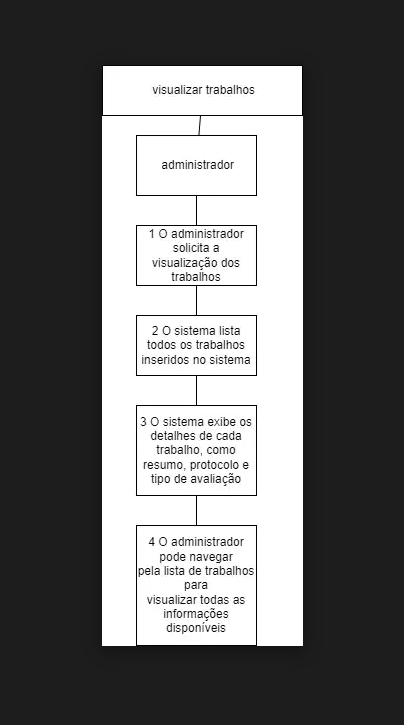 visualizar trabalhos
administrador
1 O administrador
solicita a
visualização dos
trabalhos
2 O sistema lista
todos os trabalhos
inseridos no sistema
3 O sistema exibe os
detalhes de cada
trabalho, como
resumo, protocolo e
tipo de avaliação
4 O administrador
pode navegar
pela lista de trabalhos
para
visualizar todas as
informações
disponíveis